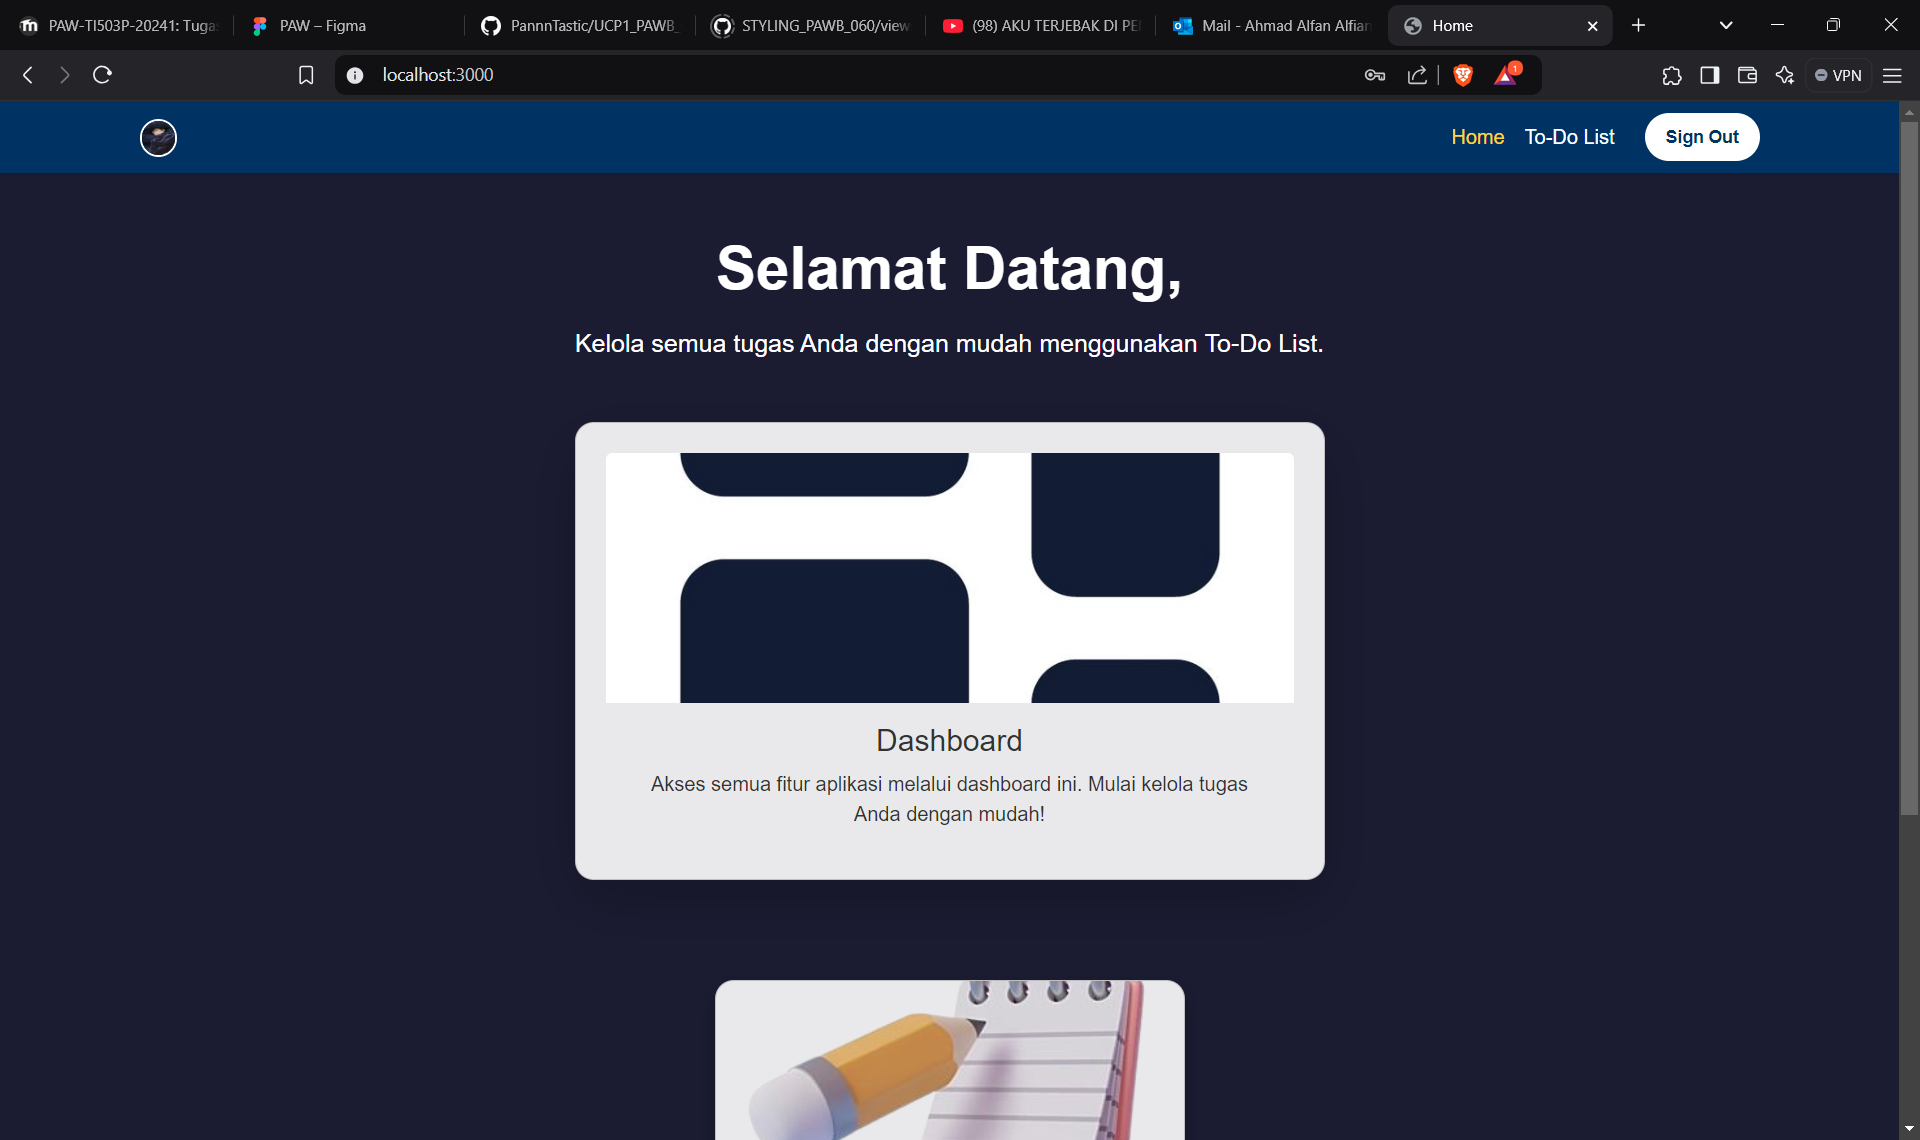 PAW-TI503P-20241: Tuga
PAW – Figma
PannnTastic/UCP1_PAWB_
STYLING_PAWB_060/view
(98) AKU TERJEBAK DI PE
Mail - Ahmad Alfan Alfian
Home
localhost:3000
1
VPN
Home
To-Do List
Sign Out
Selamat Datang,
Kelola semua tugas Anda dengan mudah menggunakan To-Do List.
Dashboard
Akses semua fitur aplikasi melalui dashboard ini. Mulai kelola tugas
Anda dengan mudah!